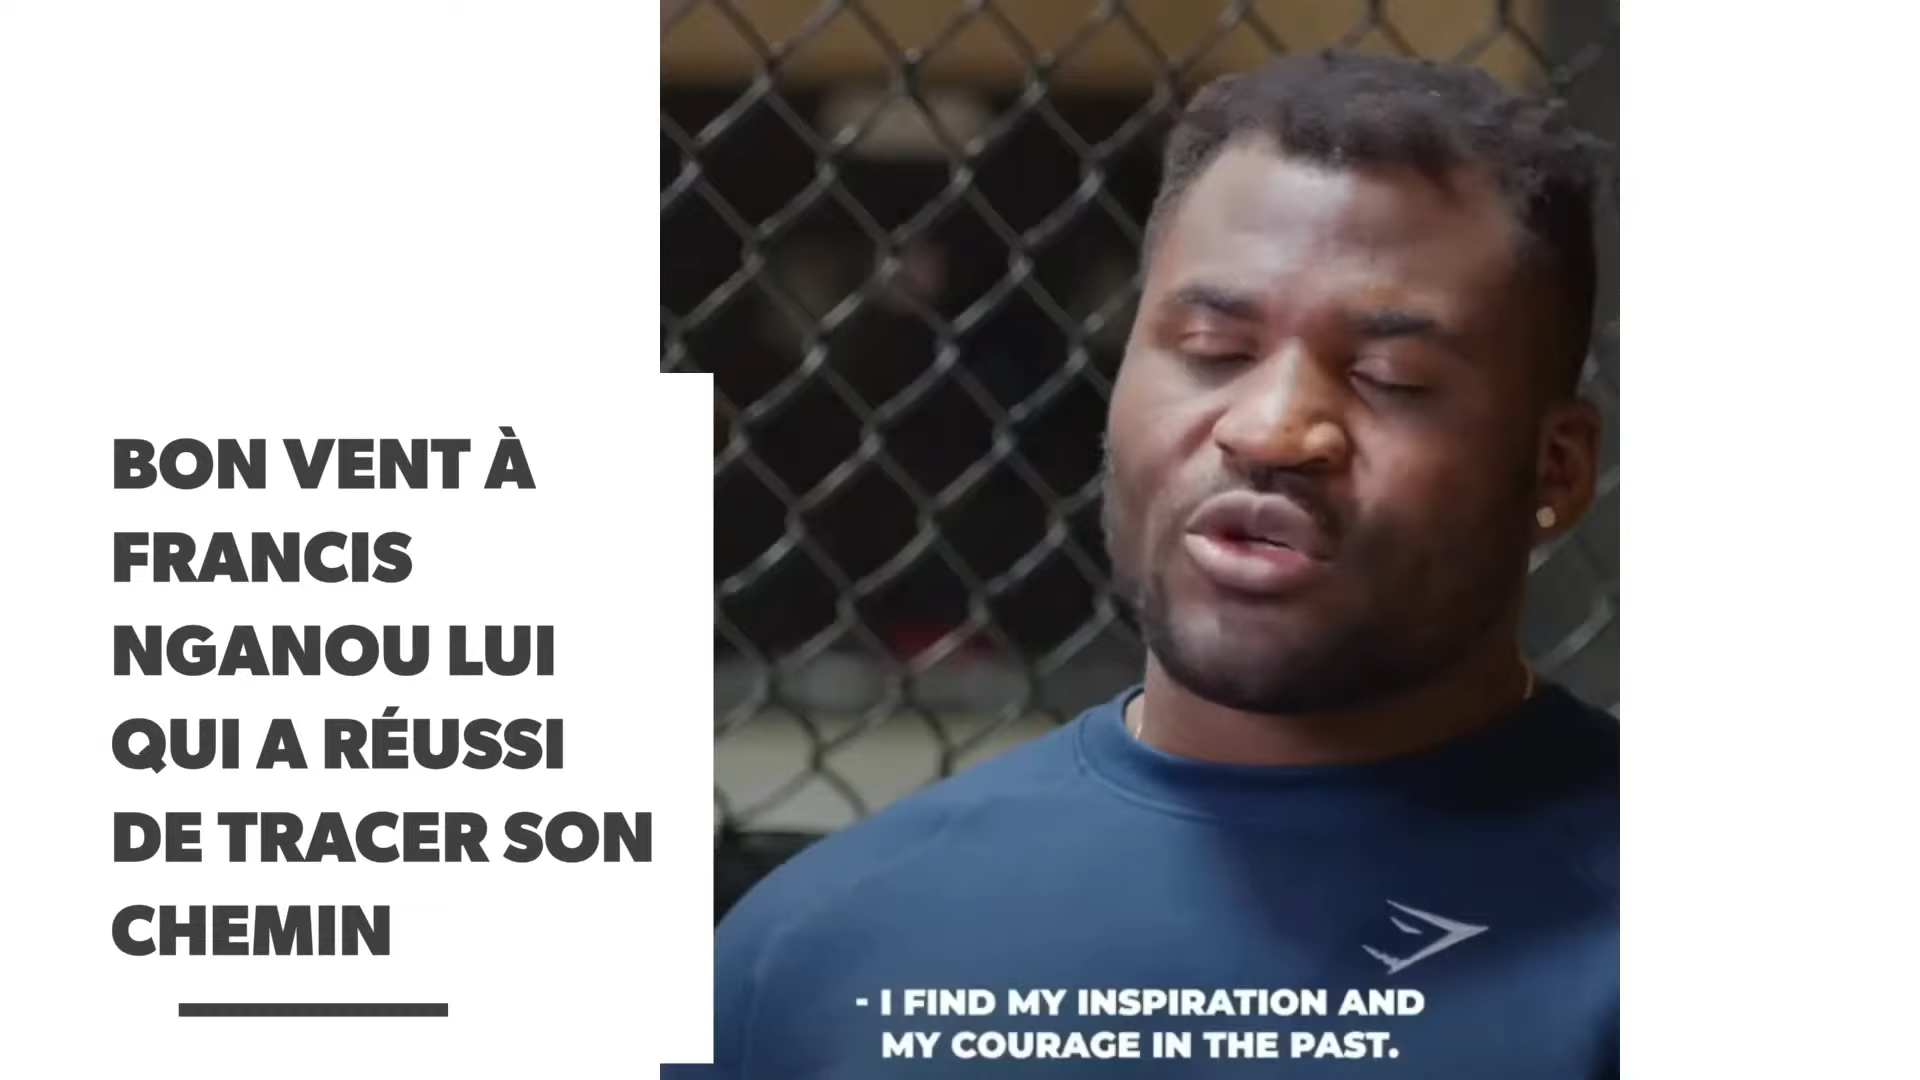 BON VENT À
FRANCIS
NGANOU LUI
QUI A RÉUSSI
DE TRACER SON
CHEMIN
- I FIND MY INSPIRATION AND
MY COURAGE IN THE PAST.